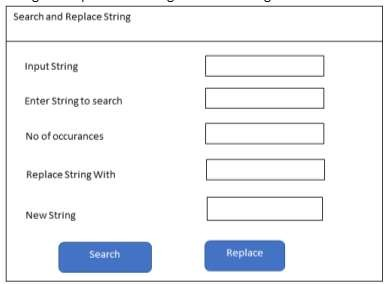 Search and Replace String
Input String
Enter String to search
No of occurances
Replace String With
New String
Search
Replace